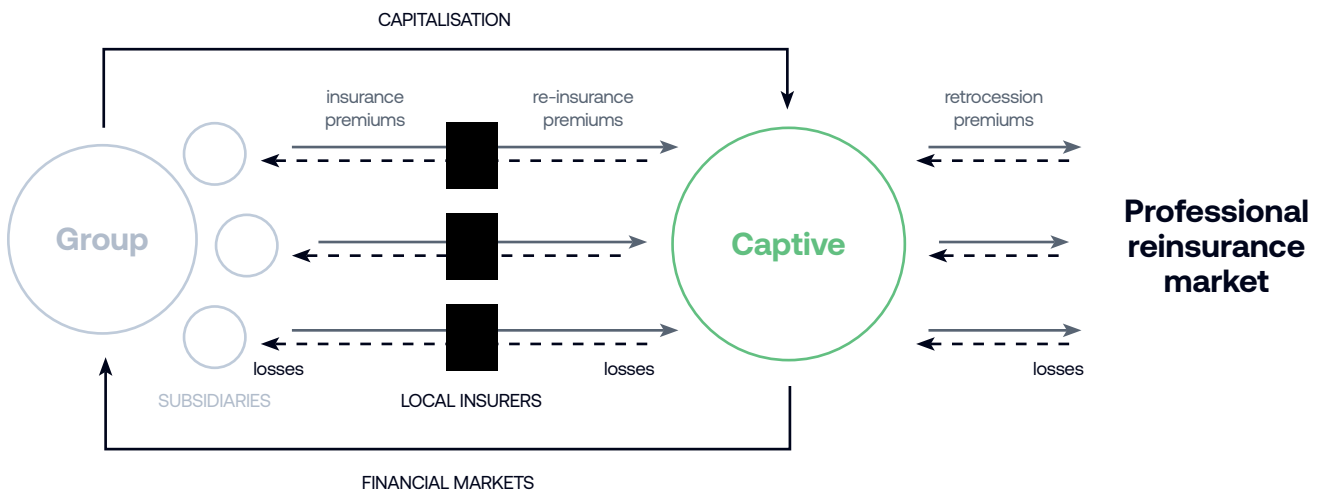 CAPITALISATION
insurance
premiums
re-insurance
premiums
retrocession
premiums
Group
Captive
Professional
reinsurance
market
losses
losses
losses
SUBSIDIARIES
LOCAL INSURERS
FINANCIAL MARKETS